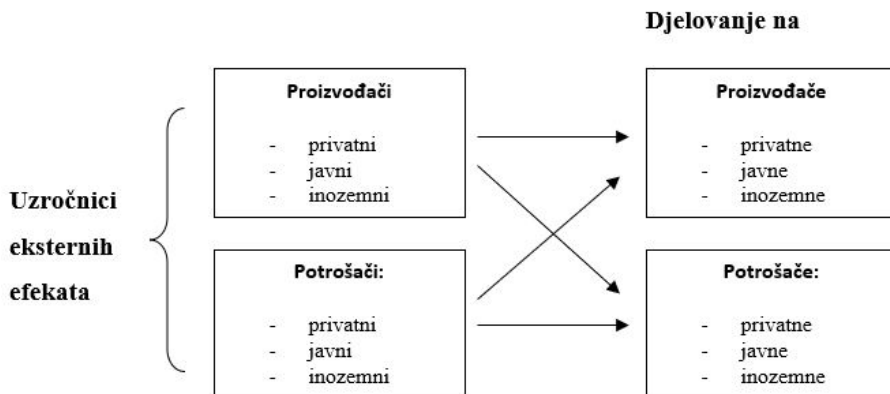 Djelovanje na
Proizvođači
- privatni
- javni
- inozemni
Proizvođače
- privatne
- javne
- inozemne
Uzročnici
eksternih
efekata
Potrošači:
- privatni
- javni
- inozemni
Potrošače:
- privatne
- javne
- inozemne